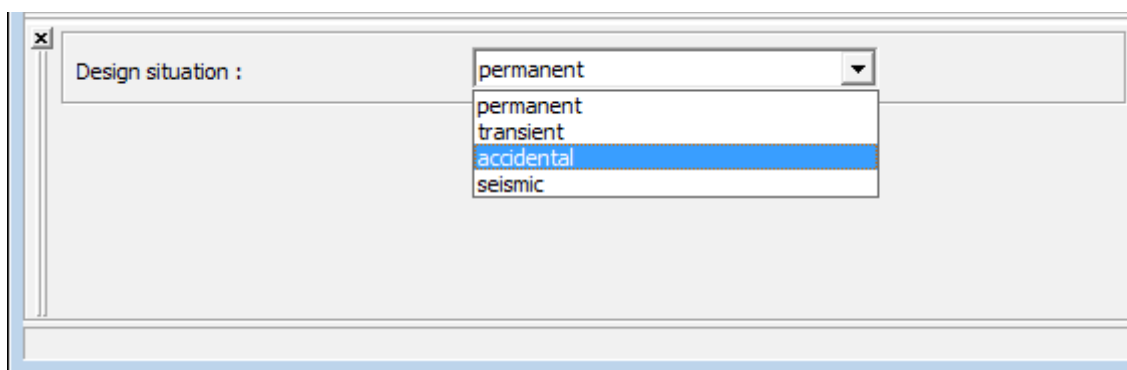 Design situation : permanent
permanent
transient
accidental
seismic